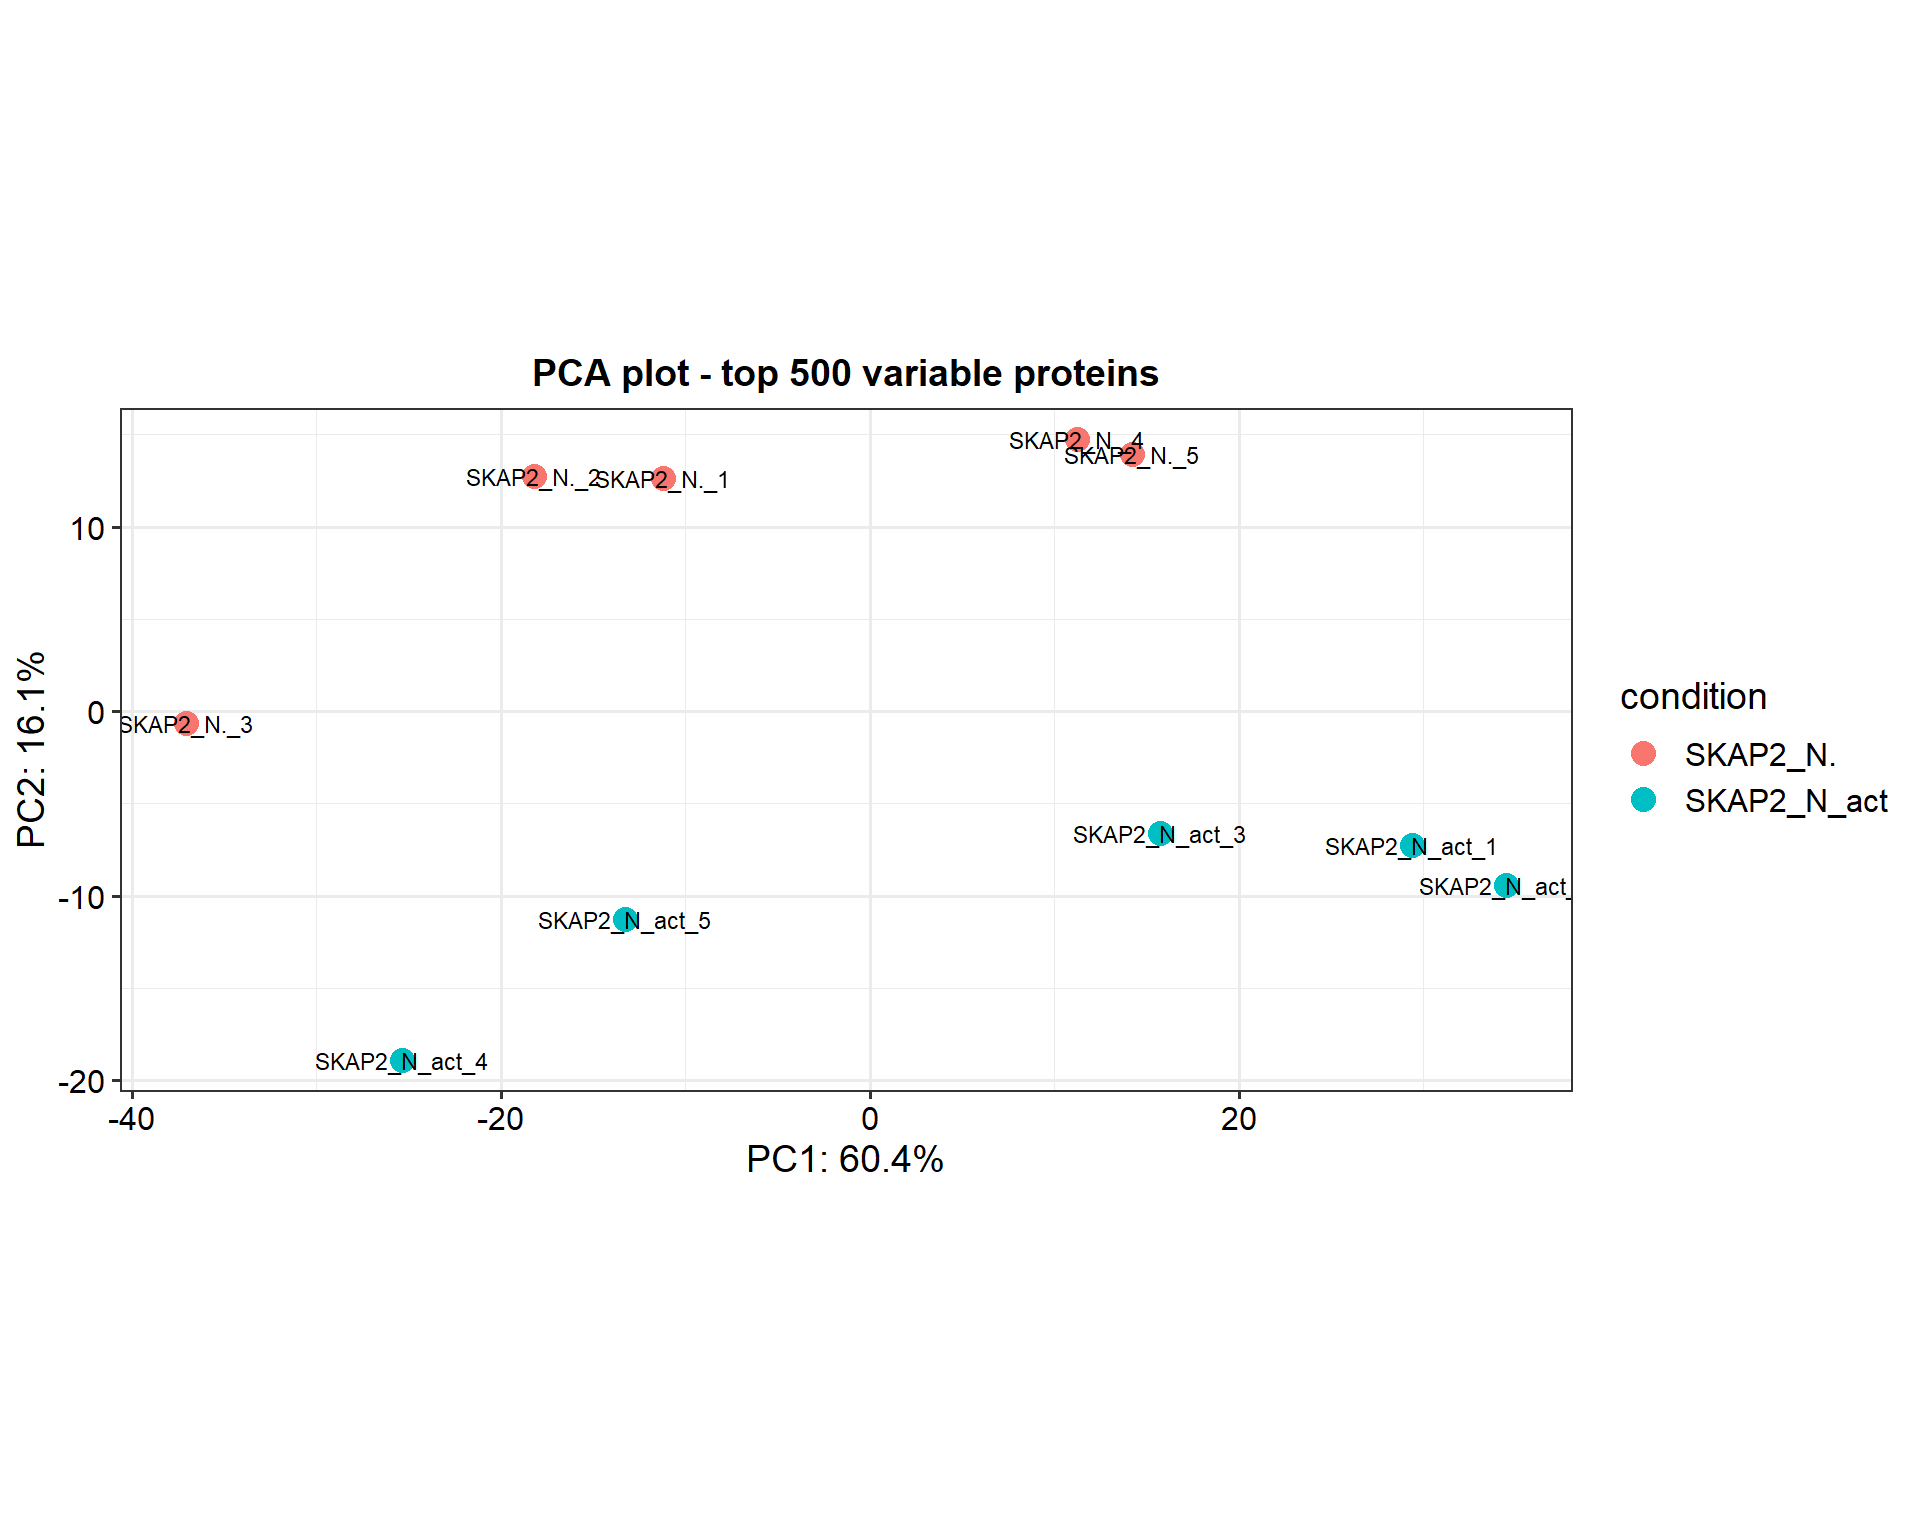 PCA plot - top 500 variable proteins
SKAP2_N._4
SKAP2_N._5
SKAP2_N._2
SKAP2_N._1
10
PC2: 16.1%
0
SKAP2_N._3
condition
SKAP2_N.
SKAP2_N_act
SKAP2_N_act_3
SKAP2_N_act_1
SKAP2_N_act_
-10
SKAP2_N_act_5
SKAP2_N_act_4
-20
-40
-20
0
20
PC1: 60.4%